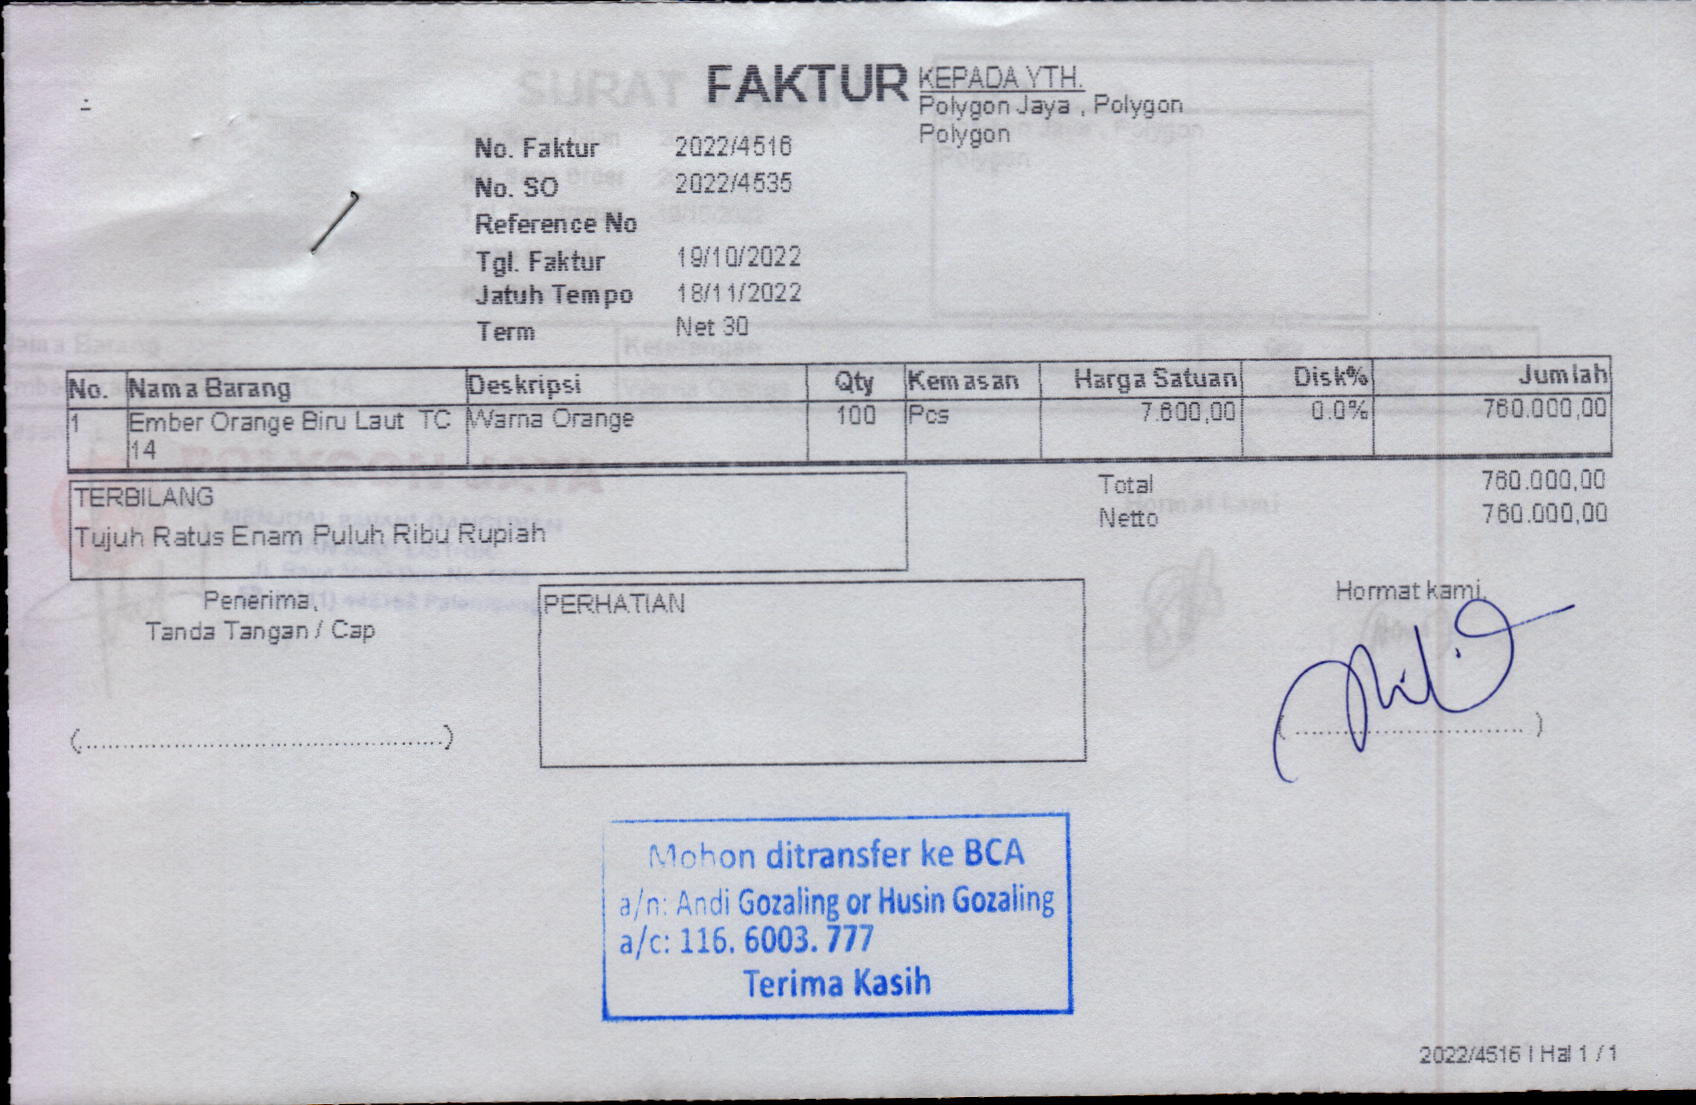 FAKTUR
KEPADA YTH.
Polygon Jaya , Polygon
Polygon
No. Faktur 2022/4516
No. SO 2022/4535
Reference No
Tgl. Faktur 19/10/2022
Jatuh Tempo 18/11/2022
Term Net 30
No. Nama Barang Deskripsi Qty Kemasan Harga Satuan Disk% Jumlah
1 Ember Orange Biru Laut TC Warna Orange 100 Pcs 7.600,00 0.0% 760.000,00
14
TERBILANG
Tujuh Ratus Enam Puluh Ribu Rupiah
Total 760.000,00
Netto 760.000,00
Penerima,
Tanda Tangan / Cap
PERHATIAN
Hormat kami,
(................................................)
(................................)
Mohon ditransfer ke BCA
a/n: Andi Gozaling or Husin Gozaling
a/c: 116. 6003. 777
Terima Kasih
2022/4516 | Hal 1 / 1